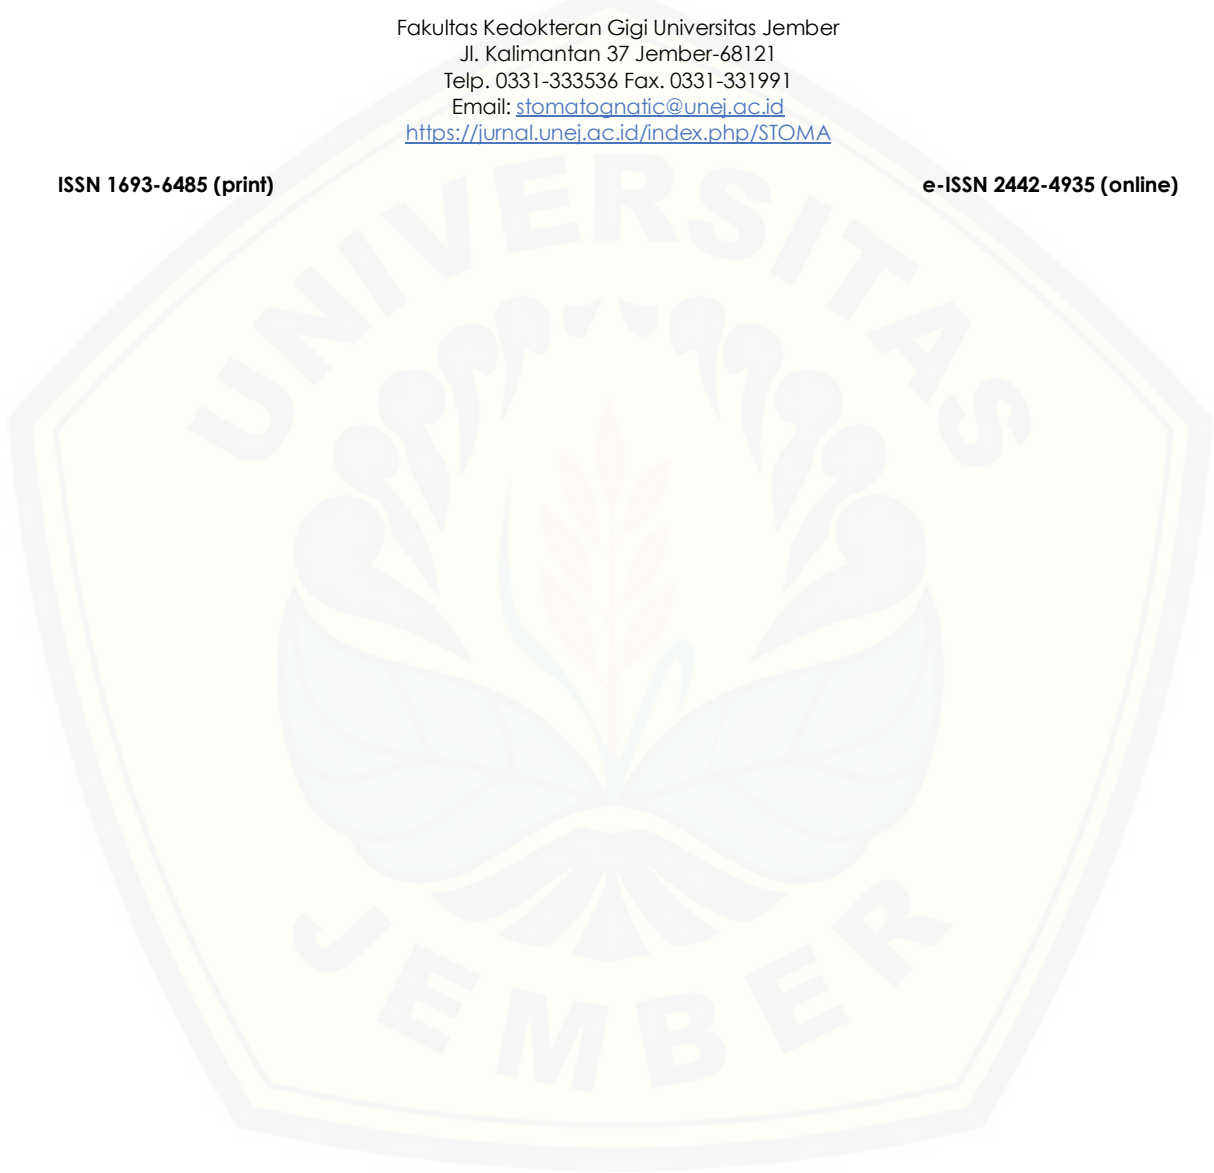 Fakultas Kedokteran Gigi Universitas Jember
Jl. Kalimantan 37 Jember-68121
Telp. 0331-333536 Fax. 0331-331991
Email: stomatognatic@unej.ac.id
https://jurnal.unej.ac.id/index.php/STOMA
ISSN 1693-6485 (print) e-ISSN 2442-4935 (online)
UNIVERSITAS
JEMBER